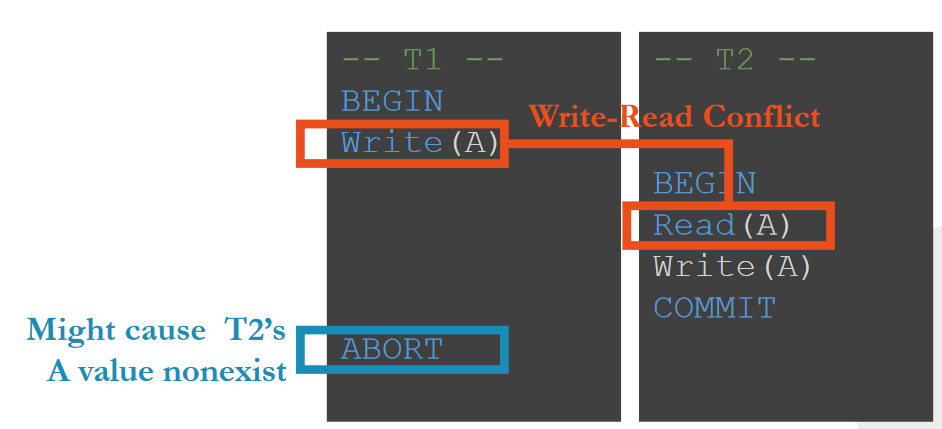 -- T1 --
BEGIN
Write(A)
ABORT
Write-Read Conflict
-- T2 --
BEGIN
Read(A)
Write(A)
COMMIT
Might cause T2’s
A value nonexist